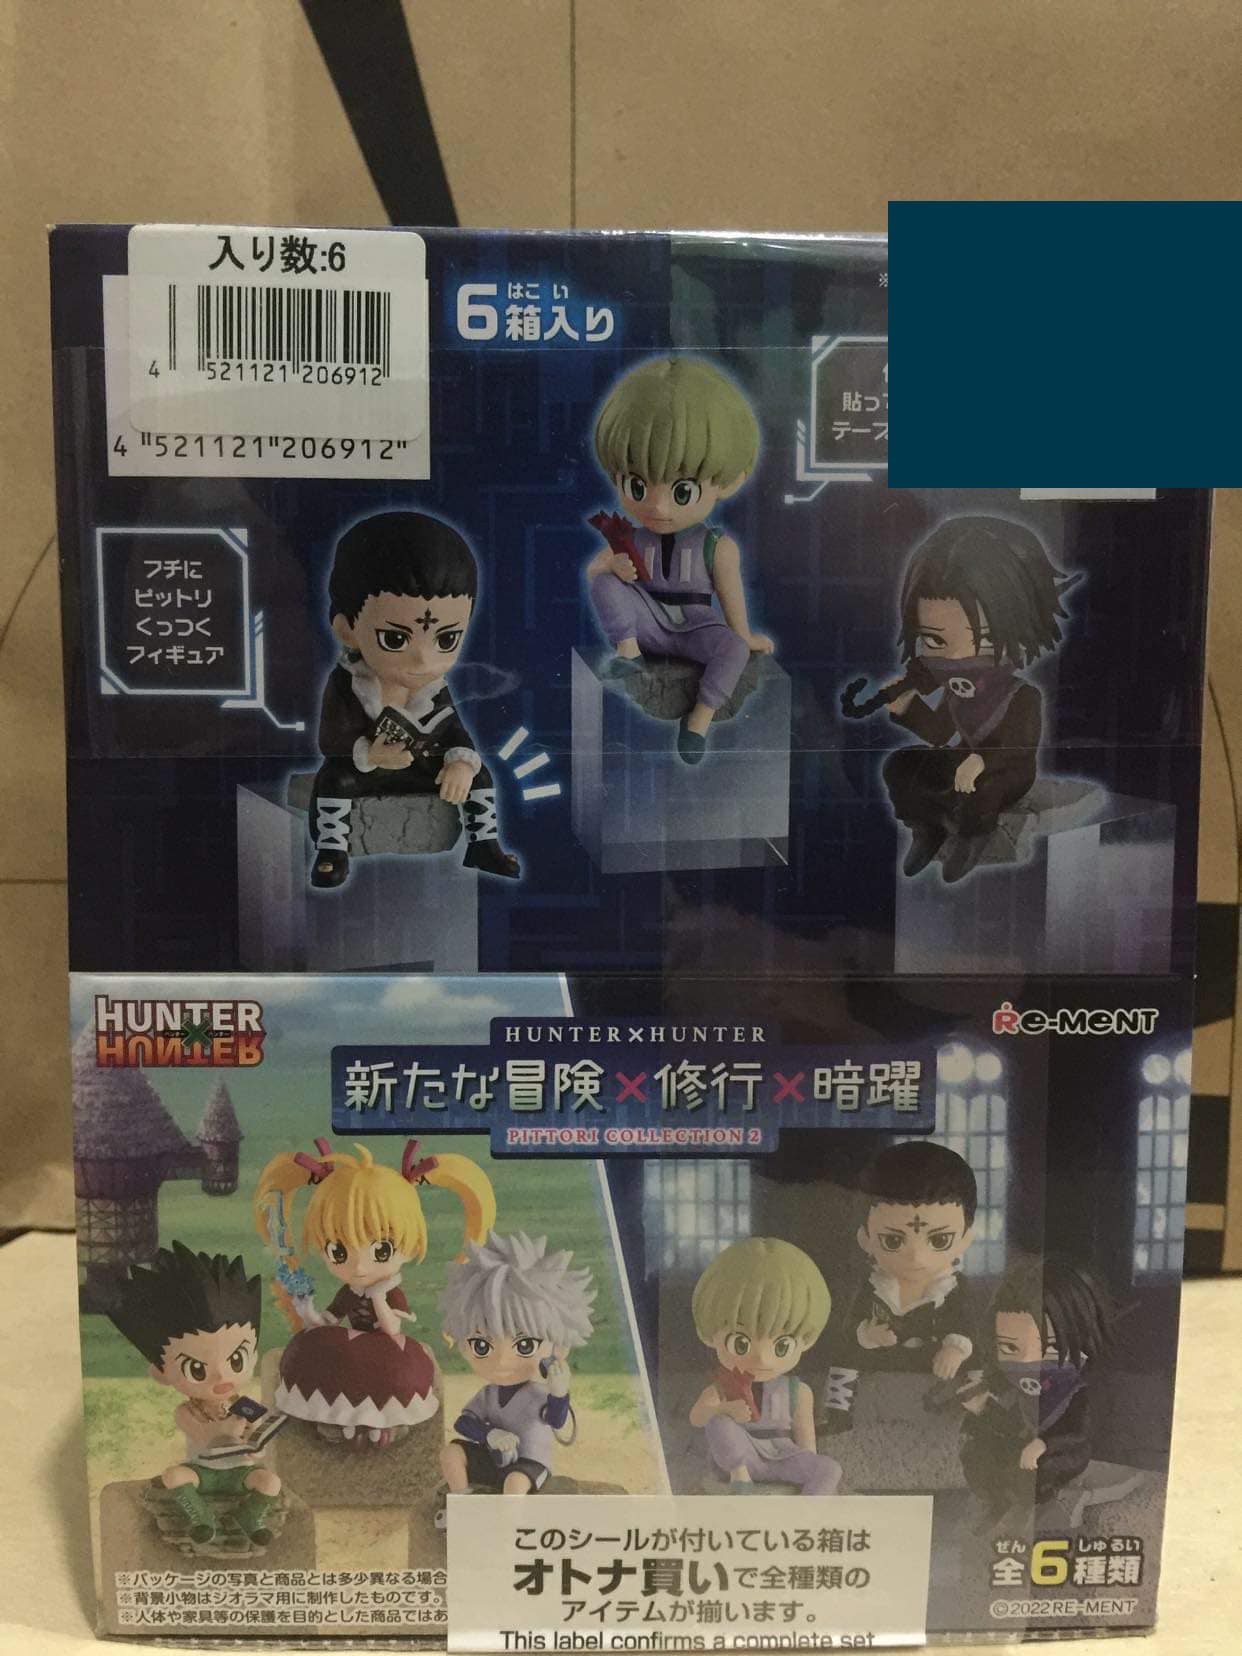 入り数:6
4 521121 206912
4 521121 206912
はこ い
6箱入り
※
貼っ
テープ
フチに
ピットリ
くっつく
フィギュア
HUNTER×HUNTER
Re-MeNT
HUNTER×HUNTER
新たな冒険×修行×暗躍
PITTORI COLLECTION 2
※パッケージの写真と商品とは多少異なる場合
※背景小物はジオラマ用に制作したものです。
※人体や家具等の保護を目的とした商品ではあ
このシールが付いている箱は
オトナ買いで全種類の
アイテムが揃います。
This label confirms a complete set
ぜん しゅ るい
全6種類
©2022 RE-MENT